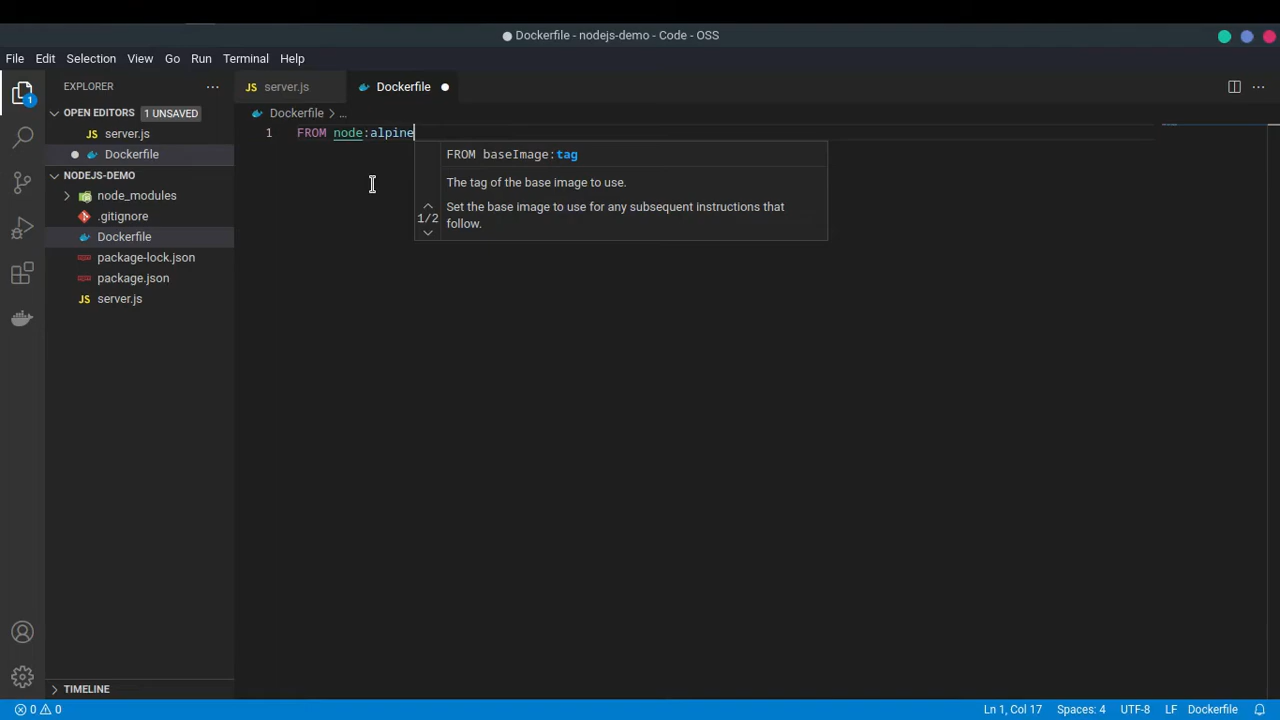 Dockerfile - nodejs-demo - Code - OSS
File Edit Selection View Go Run Terminal Help
1
EXPLORER
JS server.js
Dockerfile
OPEN EDITORS 1 UNSAVED
Dockerfile > ...
JS server.js
1 FROM node:alpine
Dockerfile
FROM baseImage:tag
NODEJS-DEMO
The tag of the base image to use.
node_modules
Set the base image to use for any subsequent instructions that
.gitignore
1/2
follow.
Dockerfile
package-lock.json
package.json
JS server.js
TIMELINE
0 0
Ln 1, Col 17 Spaces: 4 UTF-8 LF Dockerfile